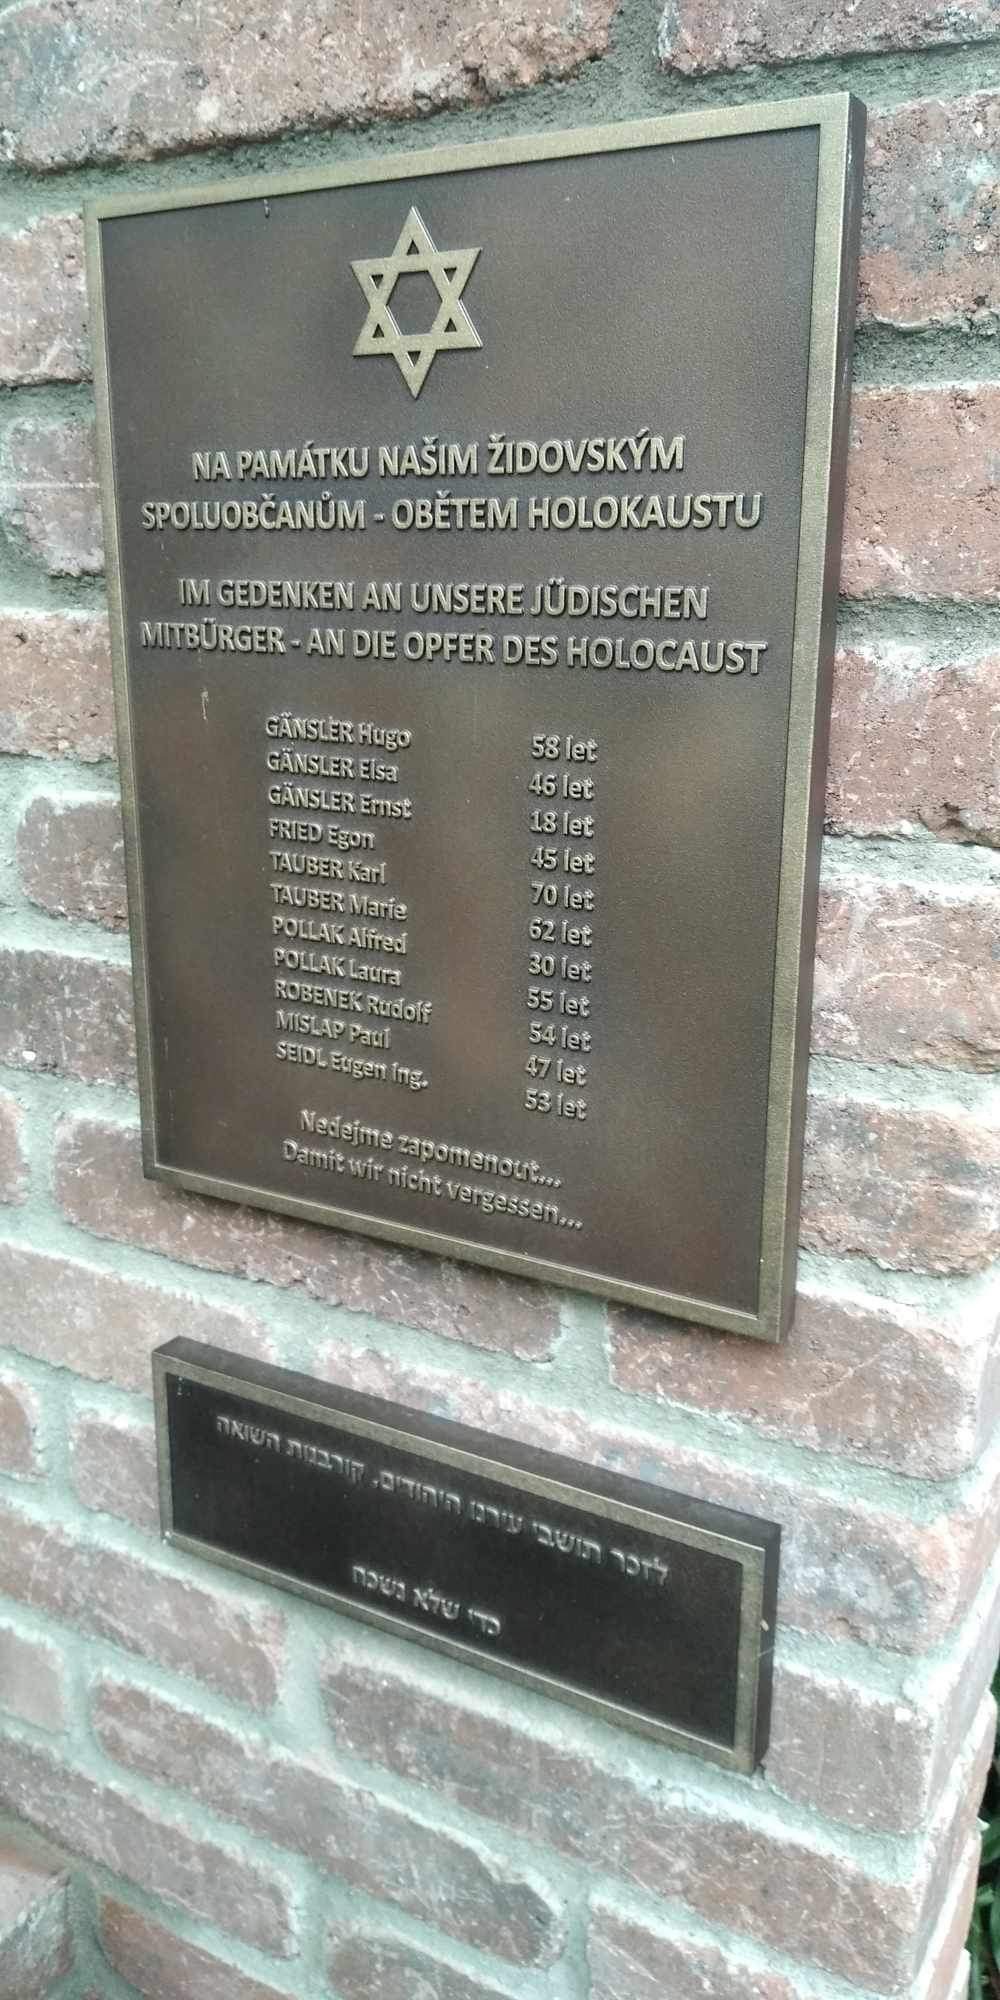 NA PAMÁTKU NAŠIM ŽIDOVSKÝM
SPOLUOBČANŮM - OBĚTEM HOLOKAUSTU
IM GEDENKEN AN UNSERE JÜDISCHEN
MITBÜRGER - AN DIE OPFER DES HOLOCAUST
GÄNSLER Hugo 58 let
GÄNSLER Elsa 46 let
GÄNSLER Ernst 18 let
FRIED Egon 45 let
TAUBER Karl 70 let
TAUBER Marie 62 let
POLLAK Alfred 30 let
POLLAK Laura 55 let
ROBENEK Rudolf 54 let
MISLAP Paul 47 let
SEIDL Eugen Ing. 53 let
Nedejme zapomenout...
Damit wir nicht vergessen...
לזכר תושבי עירנו היהודים, קורבנות השואה
כדי שלא נשכח